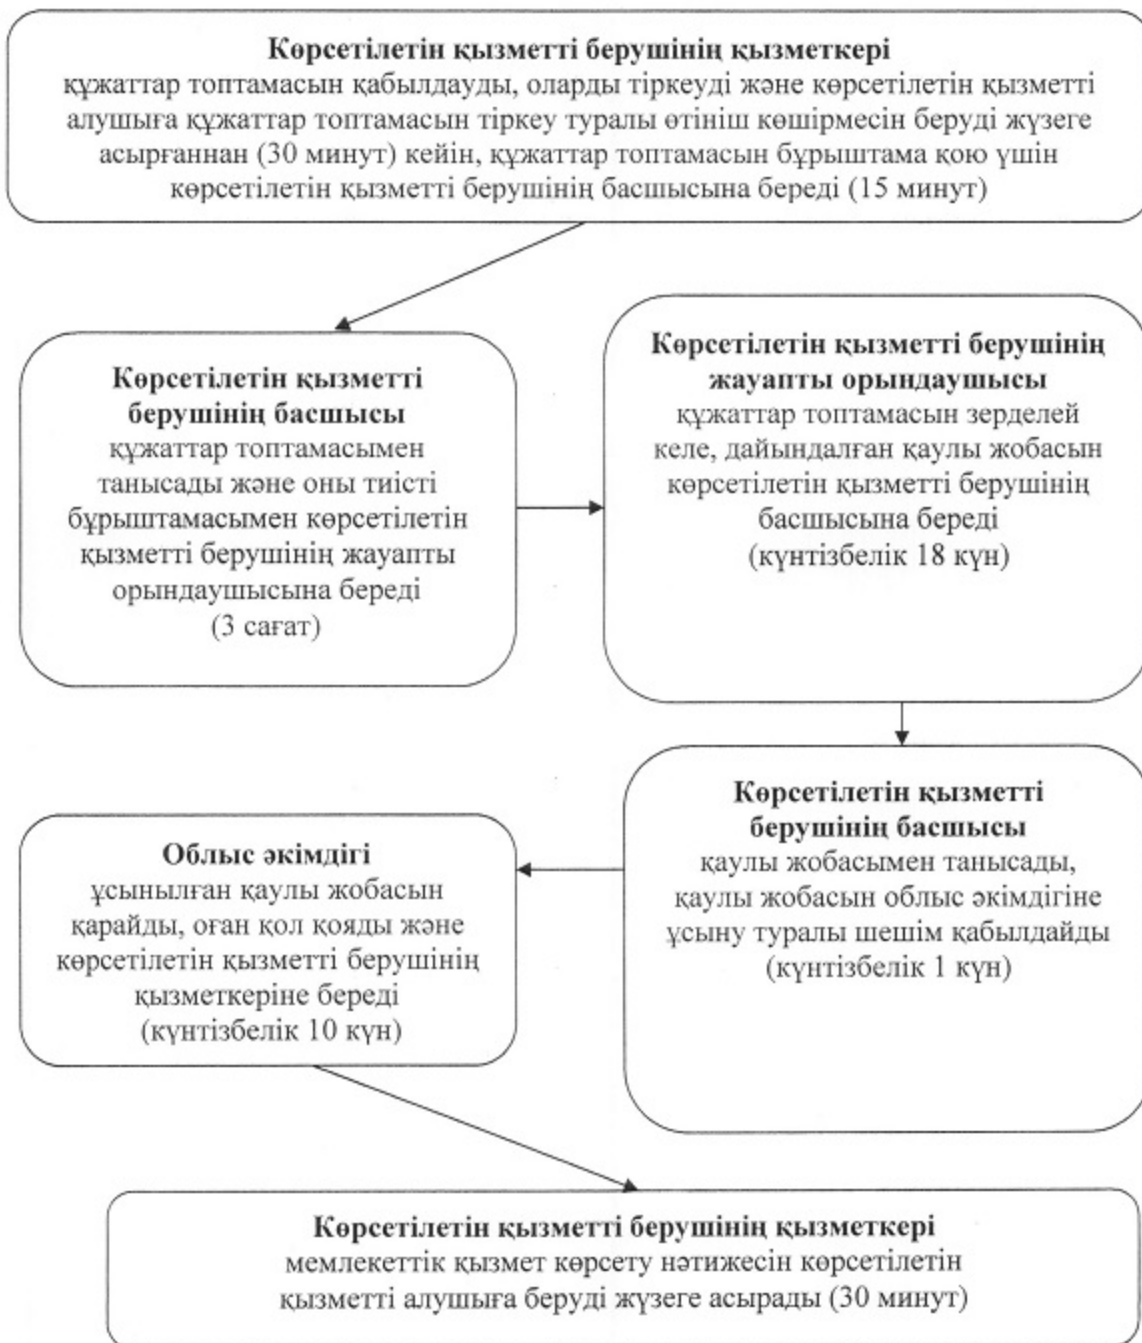 Көрсетілетін қызметті берушінің қызметкері
құжаттар топтамасын қабылдауды, оларды тіркеуді және көрсетілетін қызметті
алушыға құжаттар топтамасын тіркеу туралы өтініш көшірмесін беруді жүзеге
асырғаннан (30 минут) кейін, құжаттар топтамасын бұрыштама қою үшін
көрсетілетін қызметті берушінің басшысына береді (15 минут)
Көрсетілетін қызметті
берушінің басшысы
құжаттар топтамасымен
танысады және оны тиісті
бұрыштамасымен көрсетілетін
қызметті берушінің жауапты
орындаушысына береді
(3 сағат)
Көрсетілетін қызметті берушінің
жауапты орындаушысы
құжаттар топтамасын зерделей
келе, дайындалған қаулы жобасын
көрсетілетін қызметті берушінің
басшысына береді
(күнтізбелік 18 күн)
Көрсетілетін қызметті
берушінің басшысы
қаулы жобасымен танысады,
қаулы жобасын облыс әкімдігіне
ұсыну туралы шешім қабылдайды
(күнтізбелік 1 күн)
Облыс әкімдігі
ұсынылған қаулы жобасын
қарайды, оған қол қояды және
көрсетілетін қызметті берушінің
қызметкеріне береді
(күнтізбелік 10 күн)
Көрсетілетін қызметті берушінің қызметкері
мемлекеттік қызмет көрсету нәтижесін көрсетілетін
қызметті алушыға беруді жүзеге асырады (30 минут)